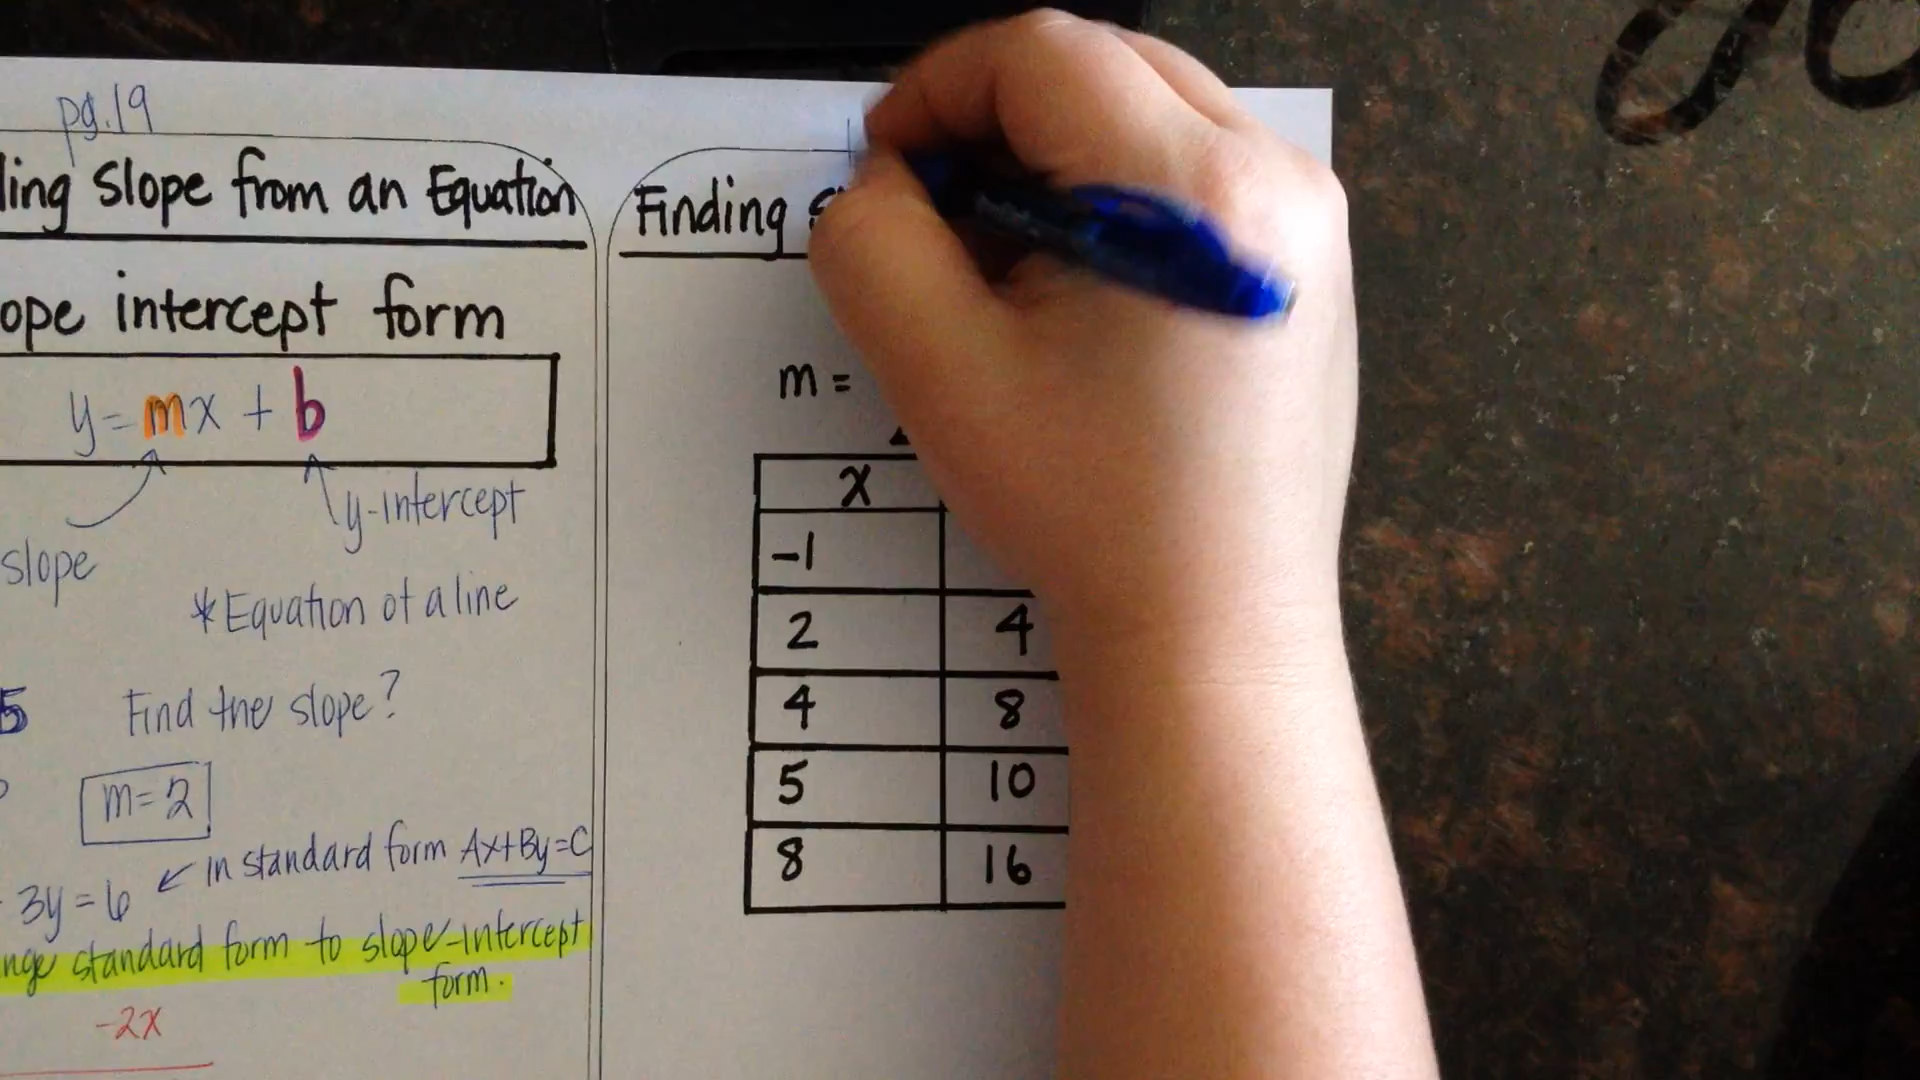 pg.19
ling Slope from an Equation
ope intercept form
y=mx + b
slope
y-intercept
*Equation of a line
5 Find the slope?
m=2
3y=6
in standard form Ax+By=C
nge standard form to slope-intercept
form.
-2x
Finding
m =
x
-1
2 4
4 8
5 10
8 16